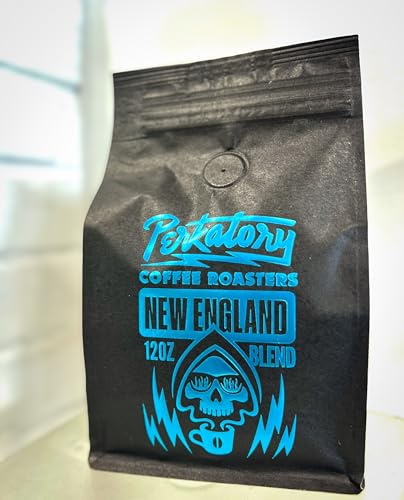 Perkatory
COFFEE ROASTERS
NEW ENGLAND
12OZ BLEND